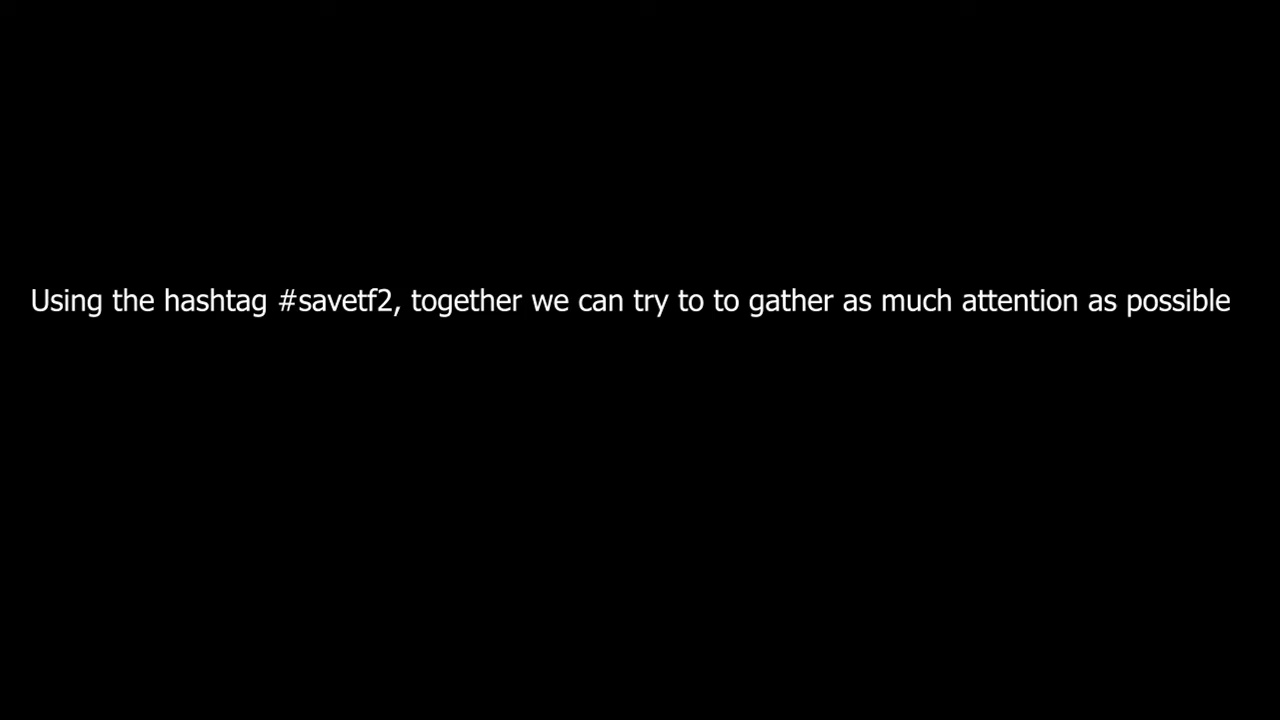 Using the hashtag #savetf2, together we can try to to gather as much attention as possible